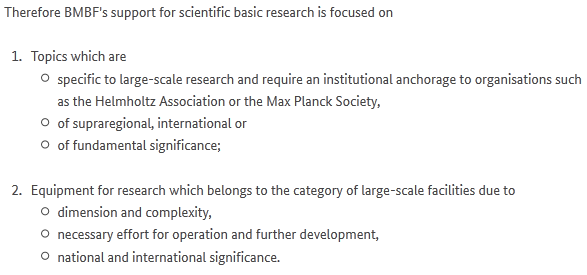 Therefore BMBF's support for scientific basic research is focused on
1. Topics which are
○ specific to large-scale research and require an institutional anchorage to organisations such
as the Helmholtz Association or the Max Planck Society,
○ of supraregional, international or
○ of fundamental significance;
2. Equipment for research which belongs to the category of large-scale facilities due to
○ dimension and complexity,
○ necessary effort for operation and further development,
○ national and international significance.